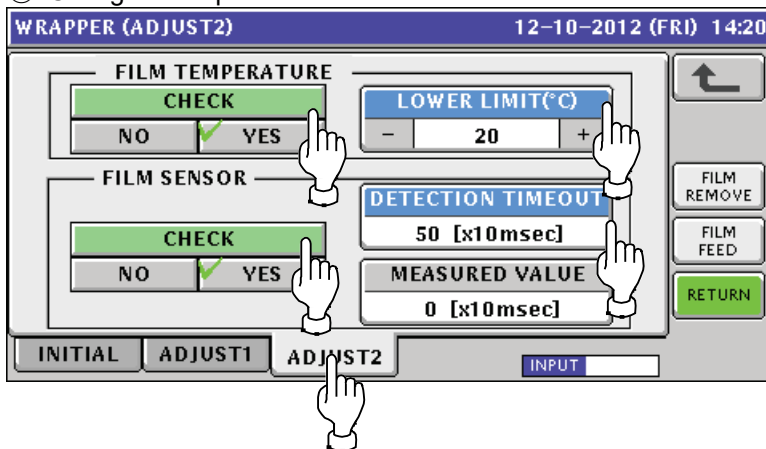 WRAPPER (ADJUST2) 12-10-2012 (FRI) 14:20
FILM TEMPERATURE
CHECK
NO YES
LOWER LIMIT(°C)
- 20 +
FILM SENSOR
CHECK
NO YES
DETECTION TIMEOUT
50 [x10msec]
MEASURED VALUE
0 [x10msec]
FILM
REMOVE
FILM
FEED
RETURN
INITIAL ADJUST1 ADJUST2
INPUT